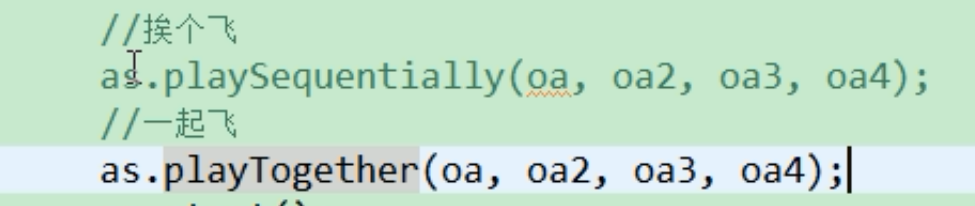 //挨个飞
as.playSequentially(oa, oa2, oa3, oa4);
//一起飞
as.playTogether(oa, oa2, oa3, oa4);